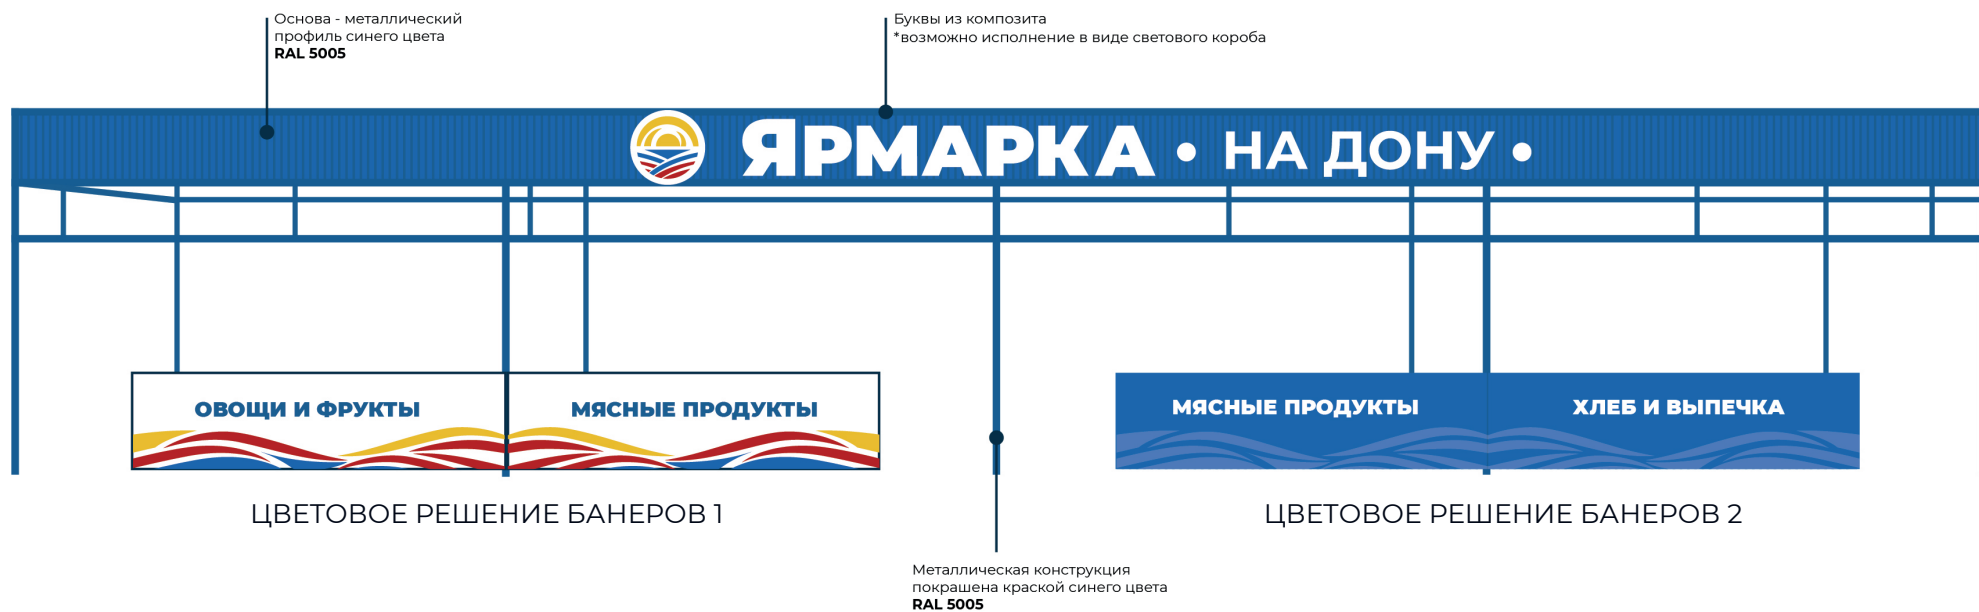 Основа - металлический
профиль синего цвета
RAL 5005
Буквы из композита
*возможно исполнение в виде светового короба
ЯРМАРКА • НА ДОНУ •
ОВОЩИ И ФРУКТЫ
МЯСНЫЕ ПРОДУКТЫ
МЯСНЫЕ ПРОДУКТЫ
ХЛЕБ И ВЫПЕЧКА
ЦВЕТОВОЕ РЕШЕНИЕ БАНЕРОВ 1
ЦВЕТОВОЕ РЕШЕНИЕ БАНЕРОВ 2
Металлическая конструкция
покрашена краской синего цвета
RAL 5005